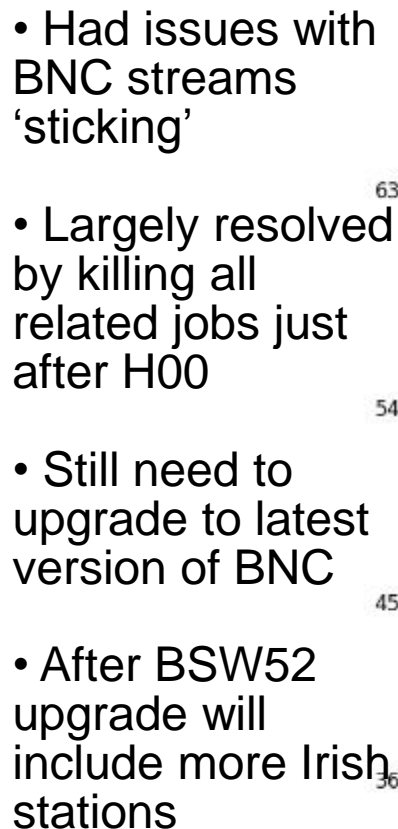 • Had issues with
BNC streams
‘sticking’
63
• Largely resolved
by killing all
related jobs just
after H00
54
• Still need to
upgrade to latest
version of BNC
45
• After BSW52
upgrade will
include more Irish
36
stations